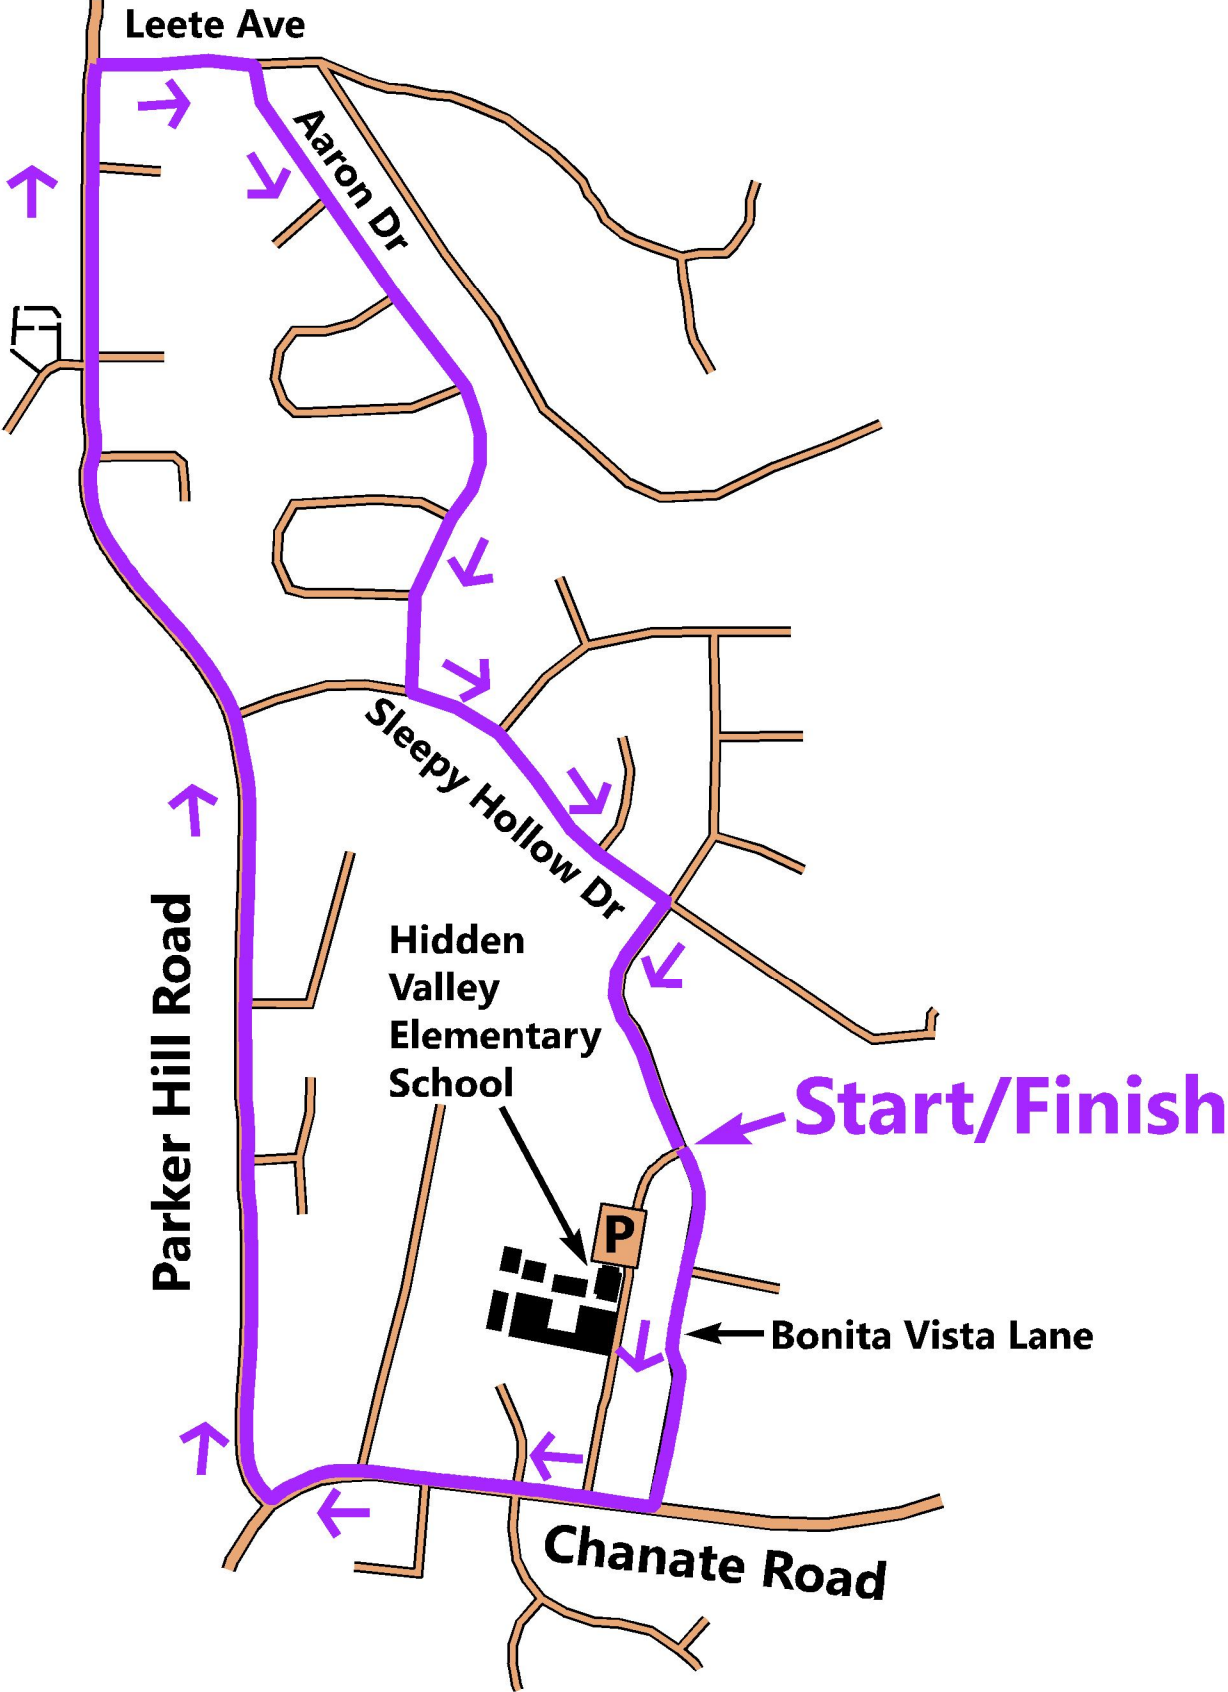 Leete Ave
Aaron Dr
Sleepy Hollow Dr
Parker Hill Road
Hidden
Valley
Elementary
School
Start/Finish
P
Bonita Vista Lane
Chanate Road